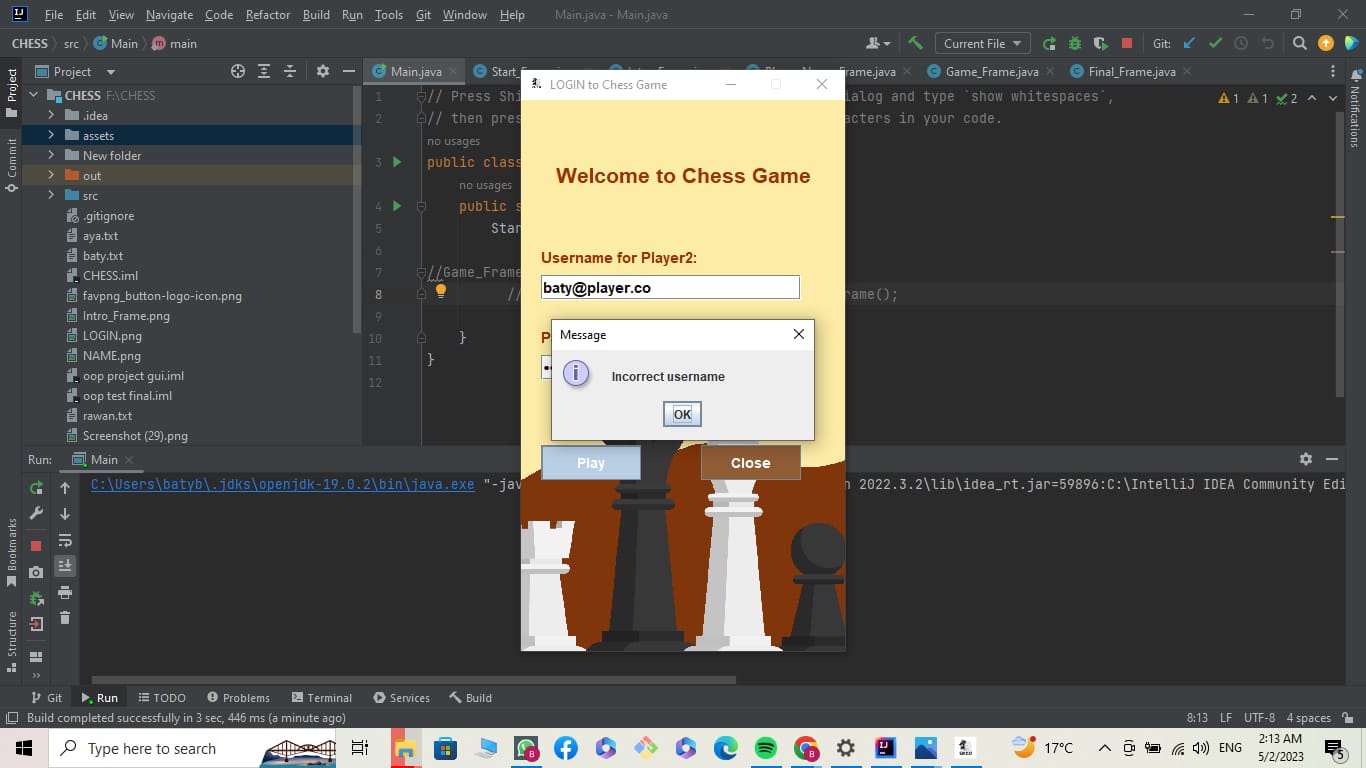 File Edit View Navigate Code Refactor Build Run Tools Git Window Help Main.java - Main.java
CHESS src Main main Current File Git:
Project
Main.java Game_Frame.java Final_Frame.java
LOGIN to Chess Game
CHESS F:\CHESS
.idea
assets
New folder
out
src
.gitignore
aya.txt
baty.txt
CHESS.iml
favpng_button-logo-icon.png
Intro_Frame.png
LOGIN.png
NAME.png
oop project gui.iml
oop test final.iml
rawan.txt
Screenshot (29).png
1 // Press Shi
ialog and type `show whitespaces`,
1 1 2
2 // then pres
acters in your code.
no usages
3 public clas
no usages
4 public s
5 Star
6
7 //Game_Frame
8 //
rame();
9
10 }
11 }
12
Welcome to Chess Game
Username for Player2:
baty@player.co
P
Message
Incorrect username
OK
Play Close
Project
Commit
Bookmarks
Structure
Notifications
Run: Main
C:\Users\batyb\.jdks\openjdk-19.0.2\bin\java.exe "-jav
n 2022.3.2\lib\idea_rt.jar=59896:C:\IntelliJ IDEA Community Edi
Git Run TODO Problems Terminal Services Build
Build completed successfully in 3 sec, 446 ms (a minute ago) 8:13 LF UTF-8 4 spaces
Type here to search
17°C ENG
2:13 AM
5/2/2023
5